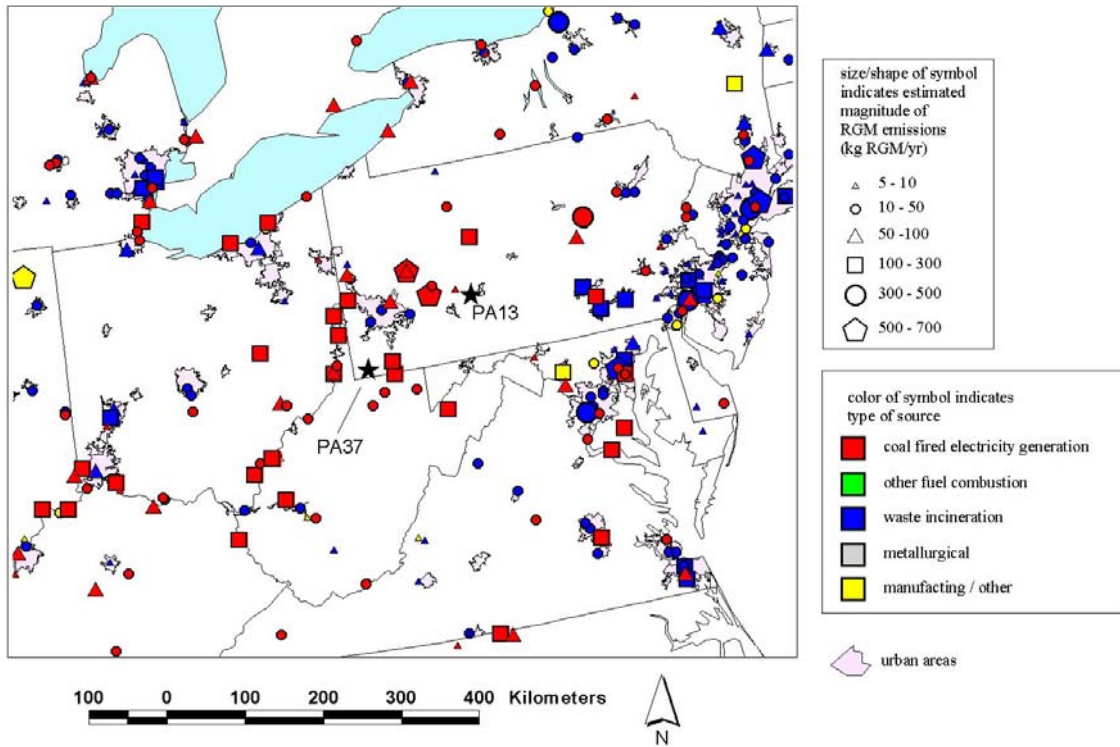 PA13
PA37
size/shape of symbol
indicates estimated
magnitude of
RGM emissions
(kg RGM/yr)
5 - 10
10 - 50
50 -100
100 - 300
300 - 500
500 - 700
color of symbol indicates
type of source
coal fired electricity generation
other fuel combustion
waste incineration
metallurgical
manufacting / other
urban areas
100 0 100 200 300 400 Kilometers
N